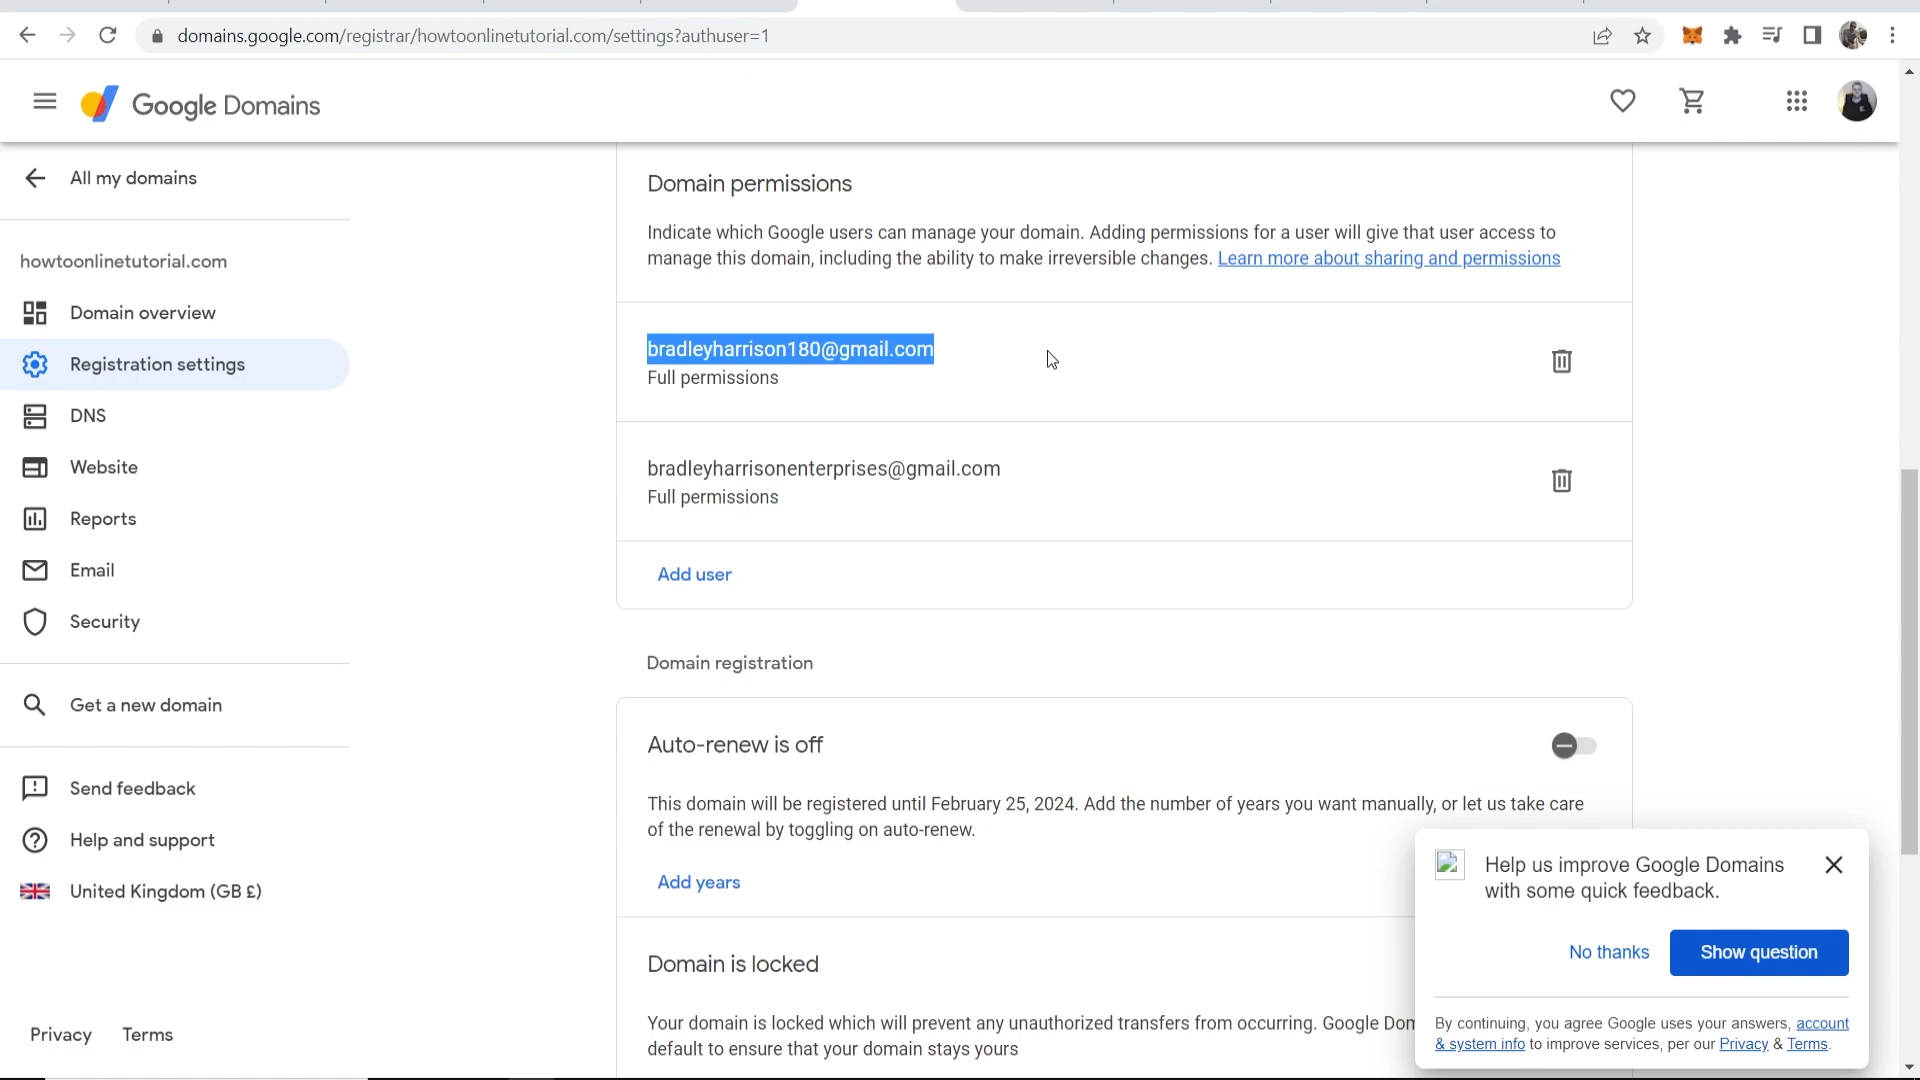 domains.google.com/registrar/howtoonlinetutorial.com/settings?authuser=1
Google Domains
All my domains
howtoonlinetutorial.com
Domain overview
Registration settings
DNS
Website
Reports
Email
Security
Get a new domain
Send feedback
Help and support
United Kingdom (GB £)
Privacy Terms
Domain permissions
Indicate which Google users can manage your domain. Adding permissions for a user will give that user access to
manage this domain, including the ability to make irreversible changes. Learn more about sharing and permissions
bradleyharrison180@gmail.com
Full permissions
bradleyharrisonenterprises@gmail.com
Full permissions
Add user
Domain registration
Auto-renew is off
This domain will be registered until February 25, 2024. Add the number of years you want manually, or let us take care
of the renewal by toggling on auto-renew.
Add years
Domain is locked
Your domain is locked which will prevent any unauthorized transfers from occurring. Google Dom
default to ensure that your domain stays yours
Help us improve Google Domains
with some quick feedback.
No thanks
Show question
By continuing, you agree Google uses your answers, account
& system info to improve services, per our Privacy & Terms.